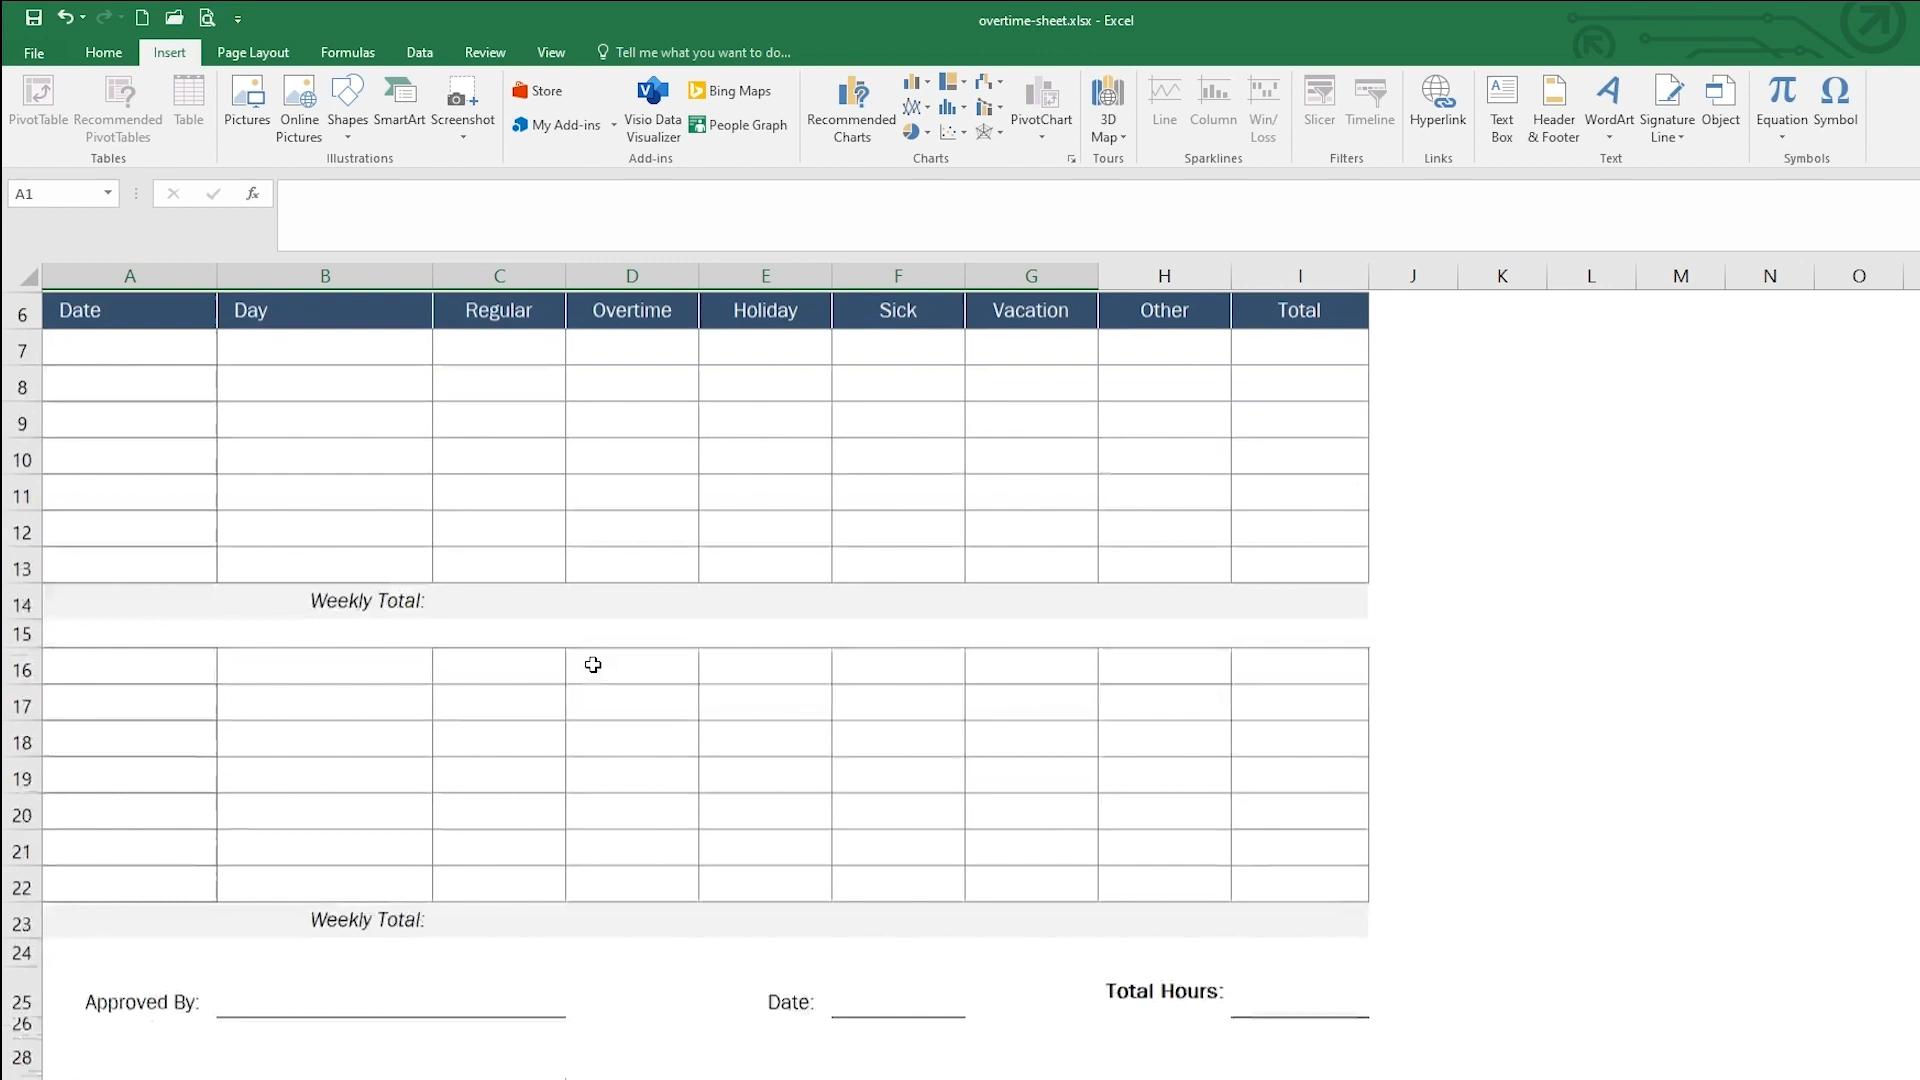 overtime-sheet.xlsx - Excel
File Home Insert Page Layout Formulas Data Review View Tell me what you want to do...
PivotTable Recommended PivotTables Table
Tables
Pictures Online Pictures Shapes SmartArt Screenshot
Illustrations
Store
My Add-ins
Visio Data Visualizer
Bing Maps
People Graph
Add-ins
Recommended Charts
PivotChart
Charts
3D Map
Tours
Line Column Win/Loss
Sparklines
Slicer Timeline
Filters
Hyperlink
Links
Text Box Header & Footer WordArt Signature Line Object
Text
Equation Symbol
Symbols
A1 fx
A B C D E F G H I J K L M N O
6 Date Day Regular Overtime Holiday Sick Vacation Other Total
7
8
9
10
11
12
13
14 Weekly Total:
15
16
17
18
19
20
21
22
23 Weekly Total:
24
25 Approved By: Date: Total Hours:
26
28